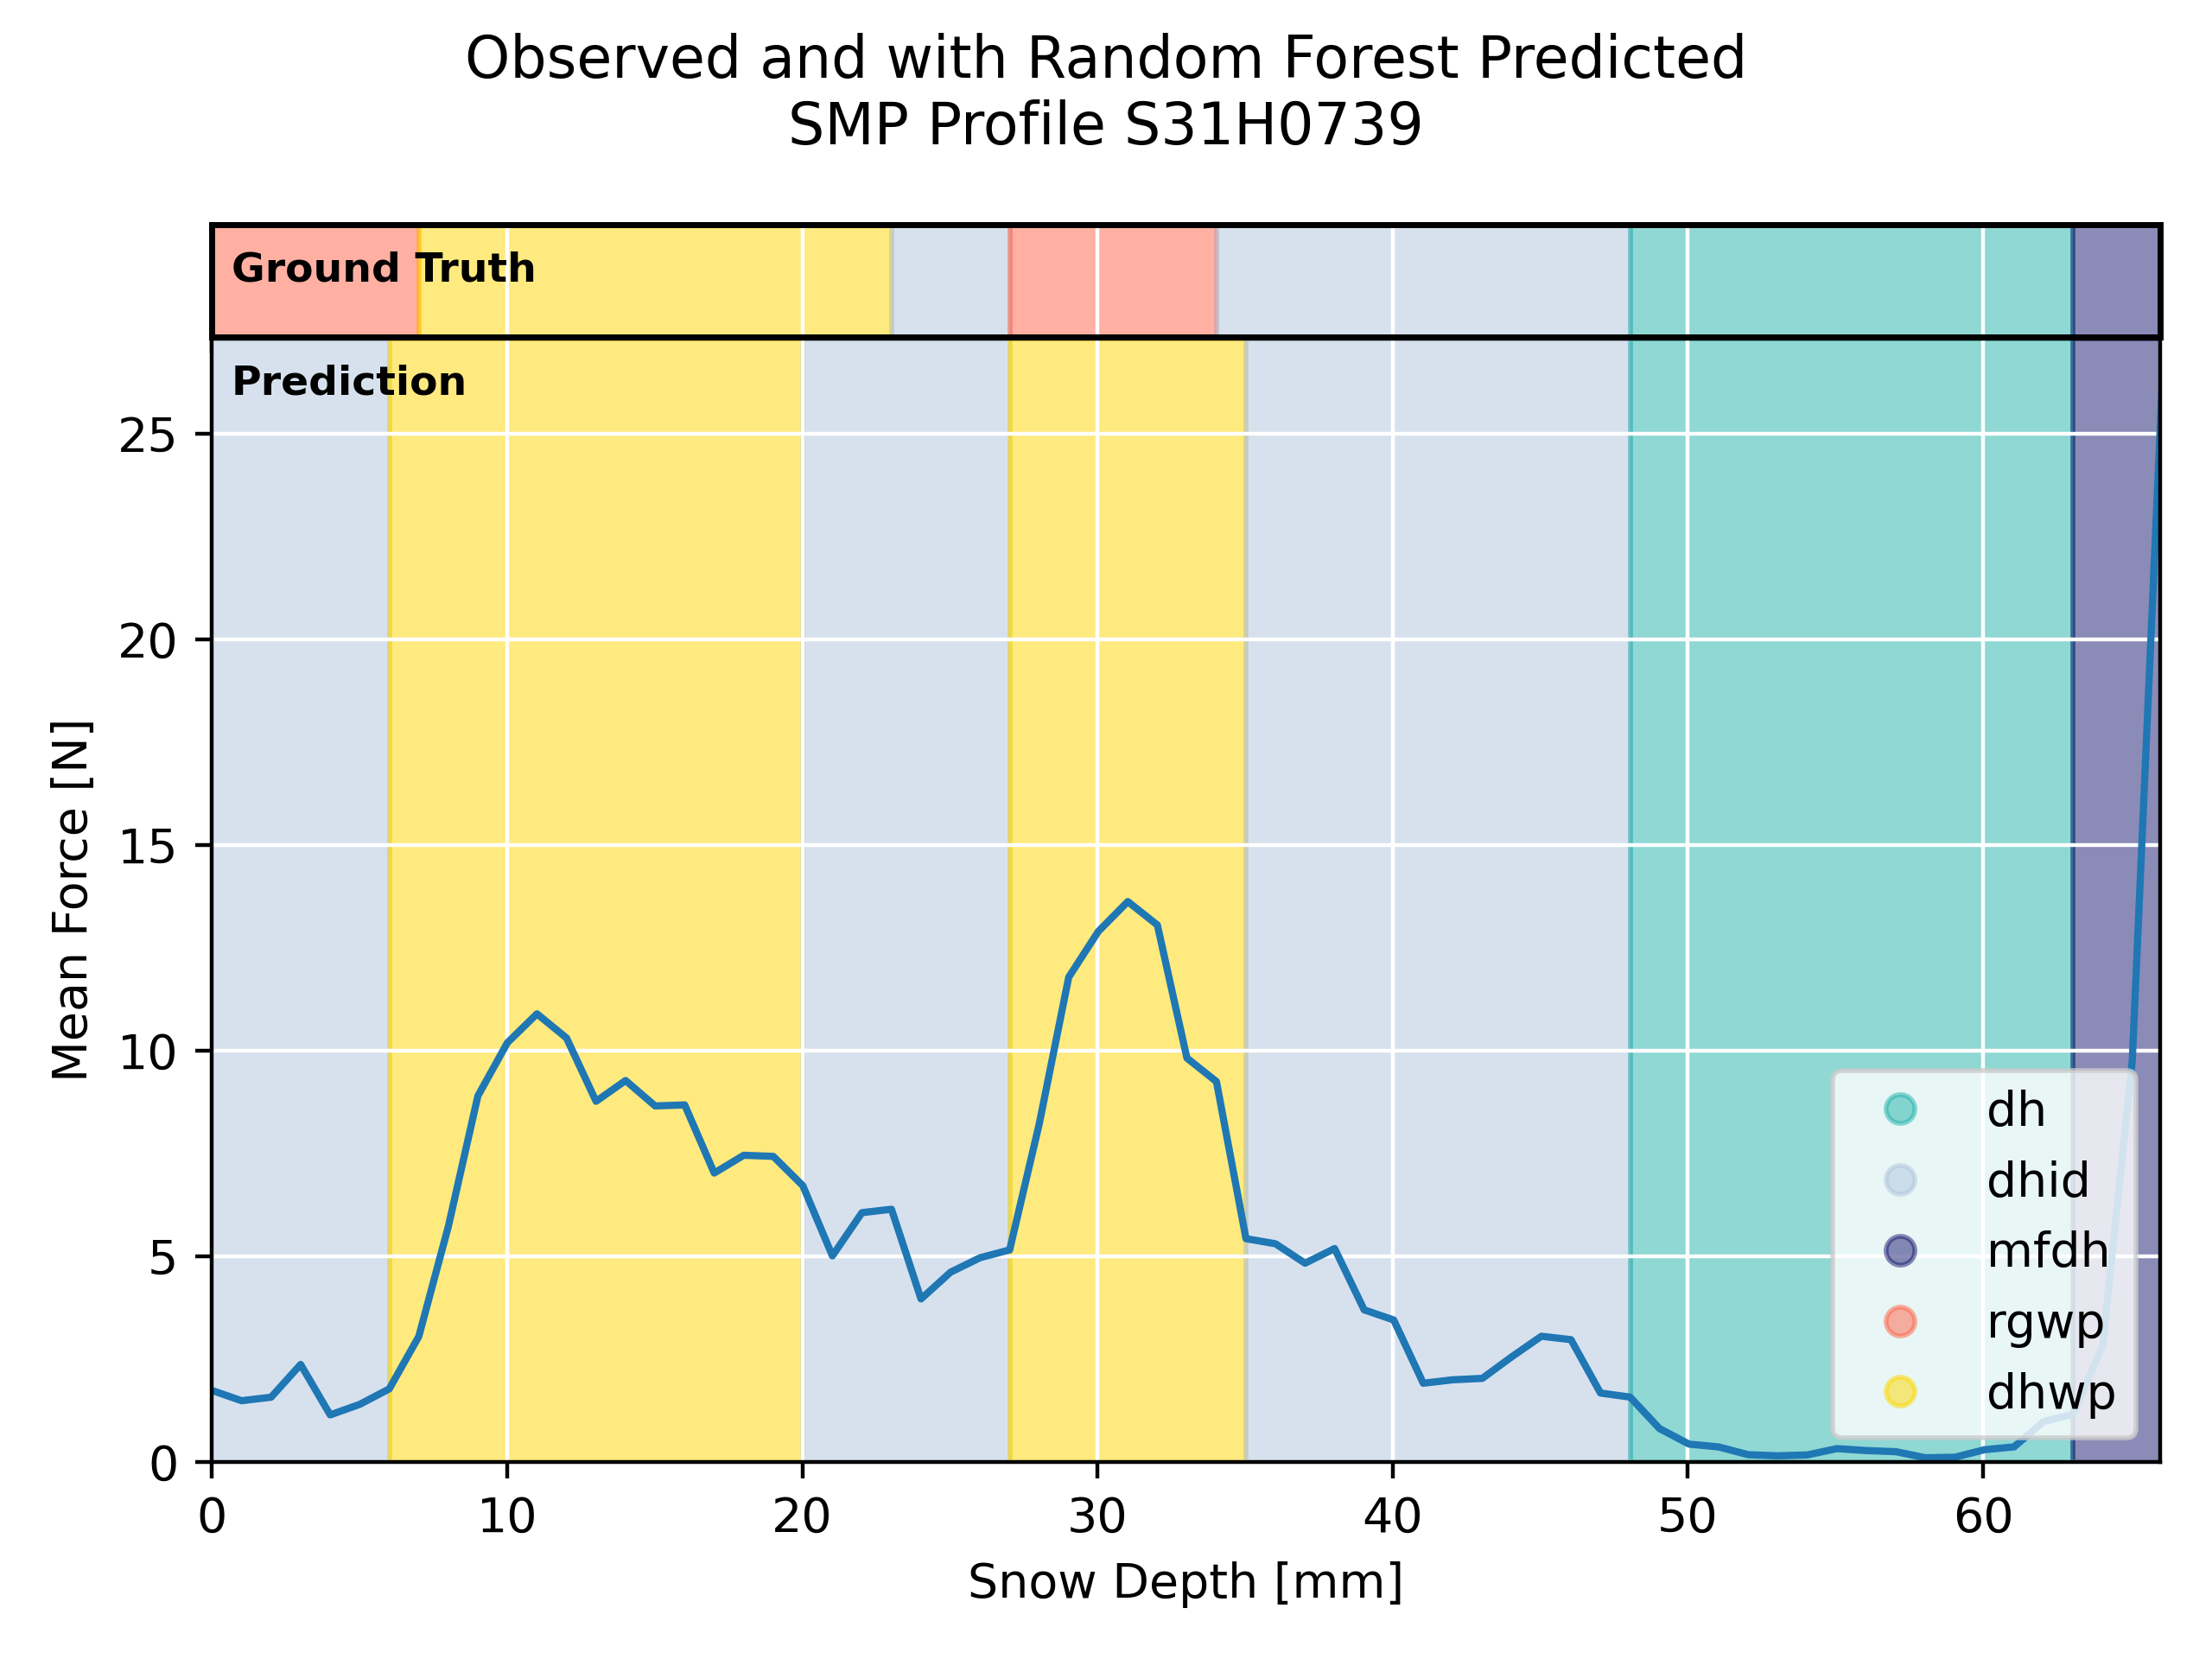 Observed and with Random Forest Predicted
SMP Profile S31H0739
Ground Truth
Prediction
25
20
15
10
5
0
Mean Force [N]
0 10 20 30 40 50 60
Snow Depth [mm]
dh
dhid
mfdh
rgwp
dhwp